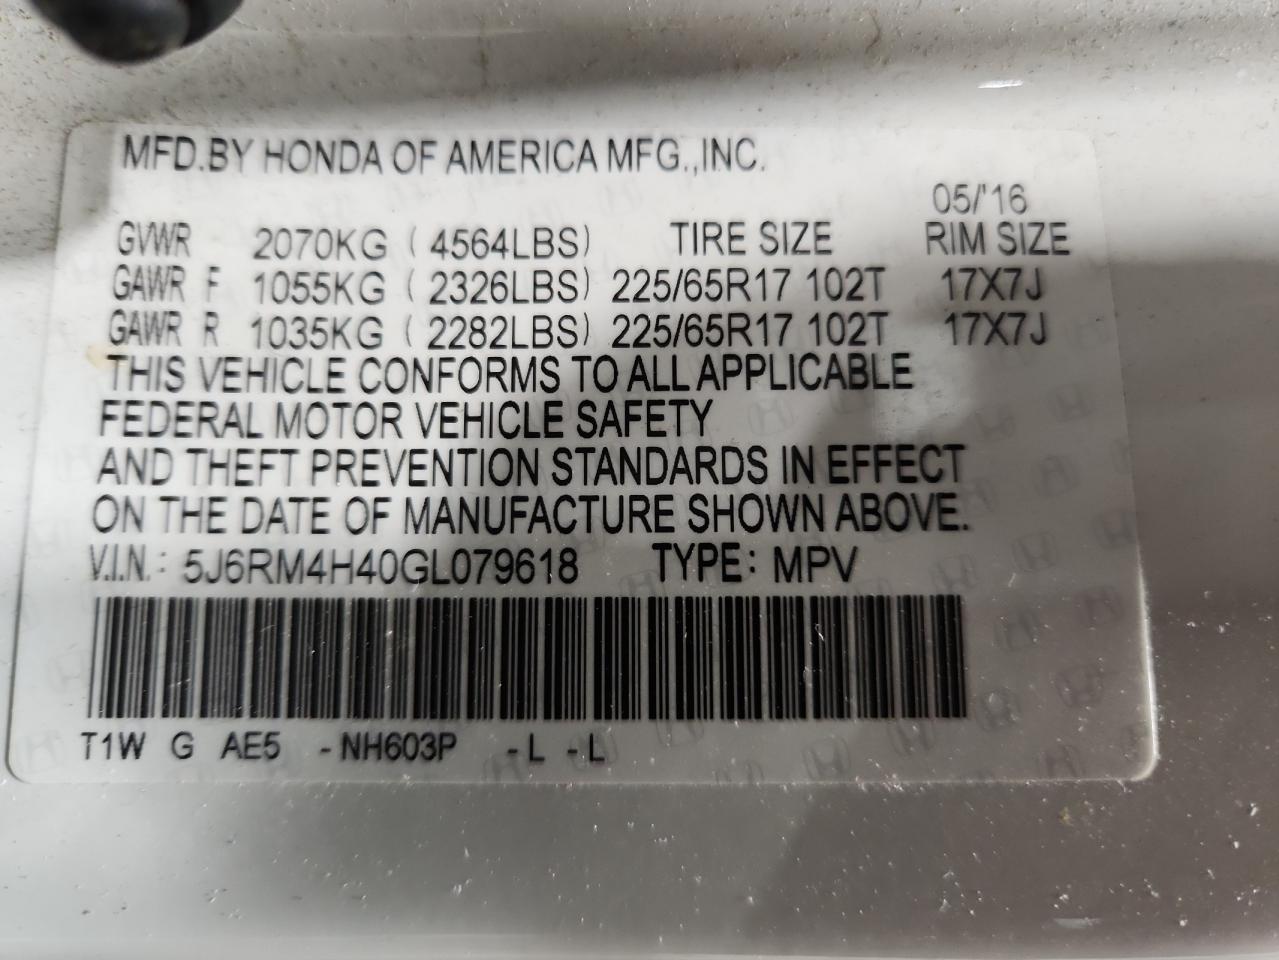 MFD.BY HONDA OF AMERICA MFG.,INC.
05/'16
GVWR 2070KG ( 4564LBS) TIRE SIZE RIM SIZE
GAWR F 1055KG ( 2326LBS) 225/65R17 102T 17X7J
GAWR R 1035KG ( 2282LBS) 225/65R17 102T 17X7J
THIS VEHICLE CONFORMS TO ALL APPLICABLE
FEDERAL MOTOR VEHICLE SAFETY
AND THEFT PREVENTION STANDARDS IN EFFECT
ON THE DATE OF MANUFACTURE SHOWN ABOVE.
V.I.N.: 5J6RM4H40GL079618 TYPE: MPV
T1W G AE5 -NH603P -L -L